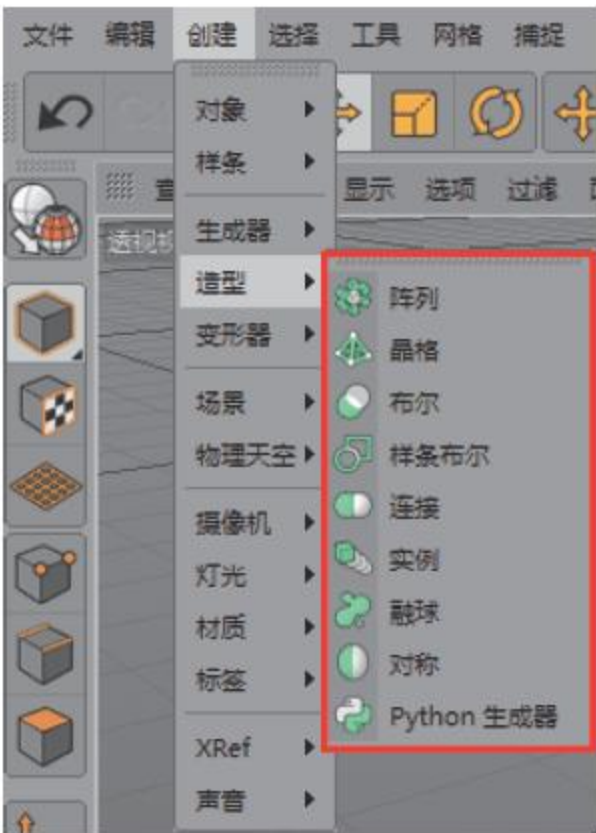 文件 编辑 创建 选择 工具 网格 捕捉
显示 选项 过滤
透视
对象
样条
生成器
造型
变形器
场景
物理天空
摄像机
灯光
材质
标签
XRef
声音
阵列
晶格
布尔
样条布尔
连接
实例
融球
对称
Python 生成器